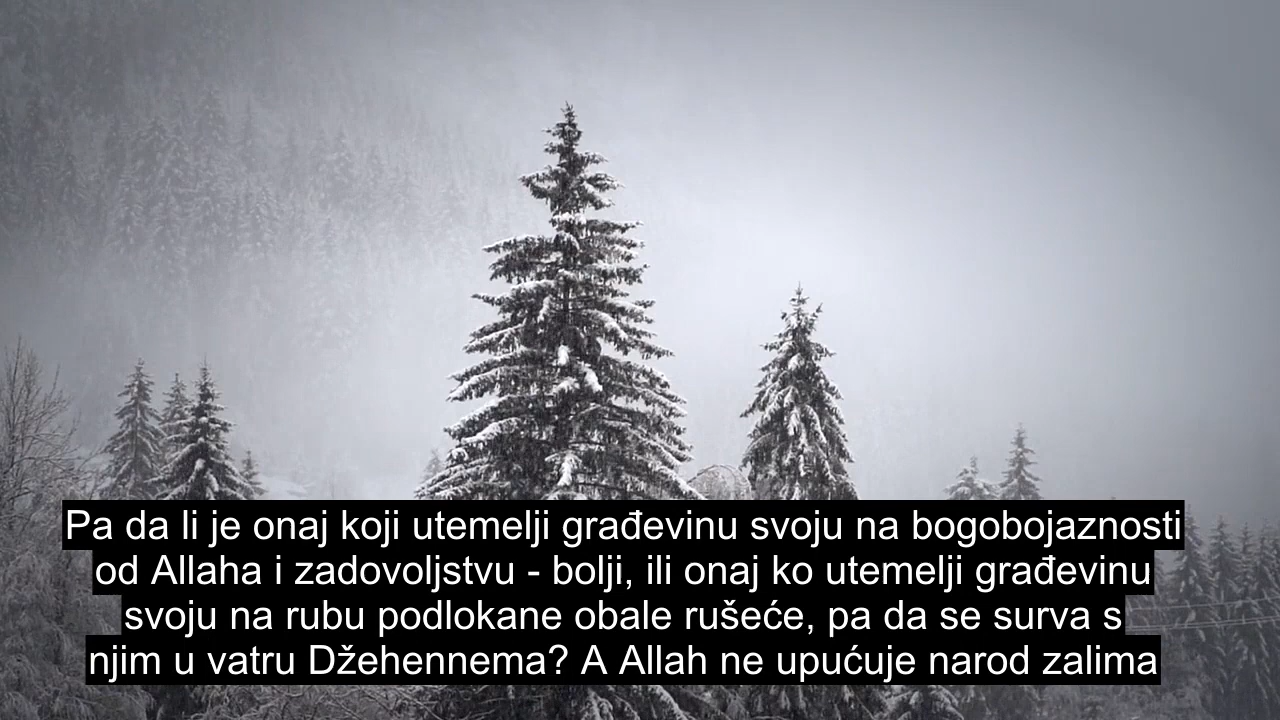 Pa da li je onaj koji utemelji građevinu svoju na bogobojaznosti
od Allaha i zadovoljstvu - bolji, ili onaj ko utemelji građevinu
svoju na rubu podlokane obale rušeće, pa da se surva s
njim u vatru Džehennema? A Allah ne upućuje narod zalima